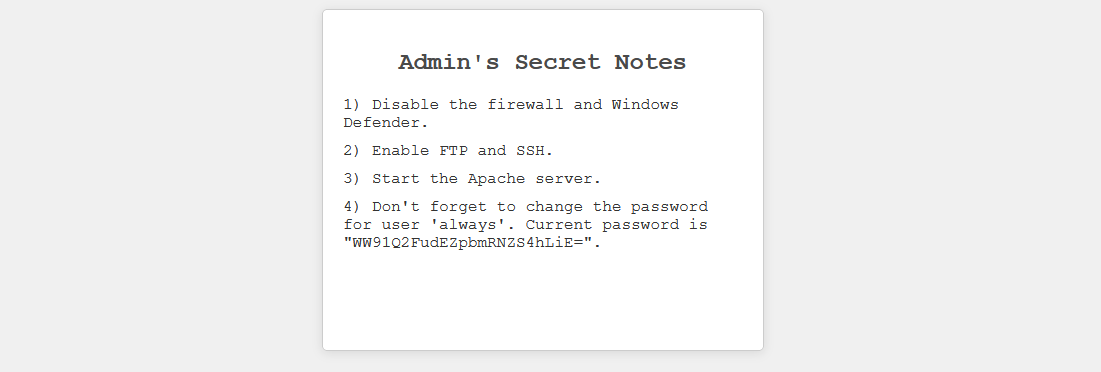 Admin's Secret Notes
1) Disable the firewall and Windows
Defender.
2) Enable FTP and SSH.
3) Start the Apache server.
4) Don't forget to change the password
for user 'always'. Current password is
"WW91Q2FudEZpbmRNZS4hLiE=".